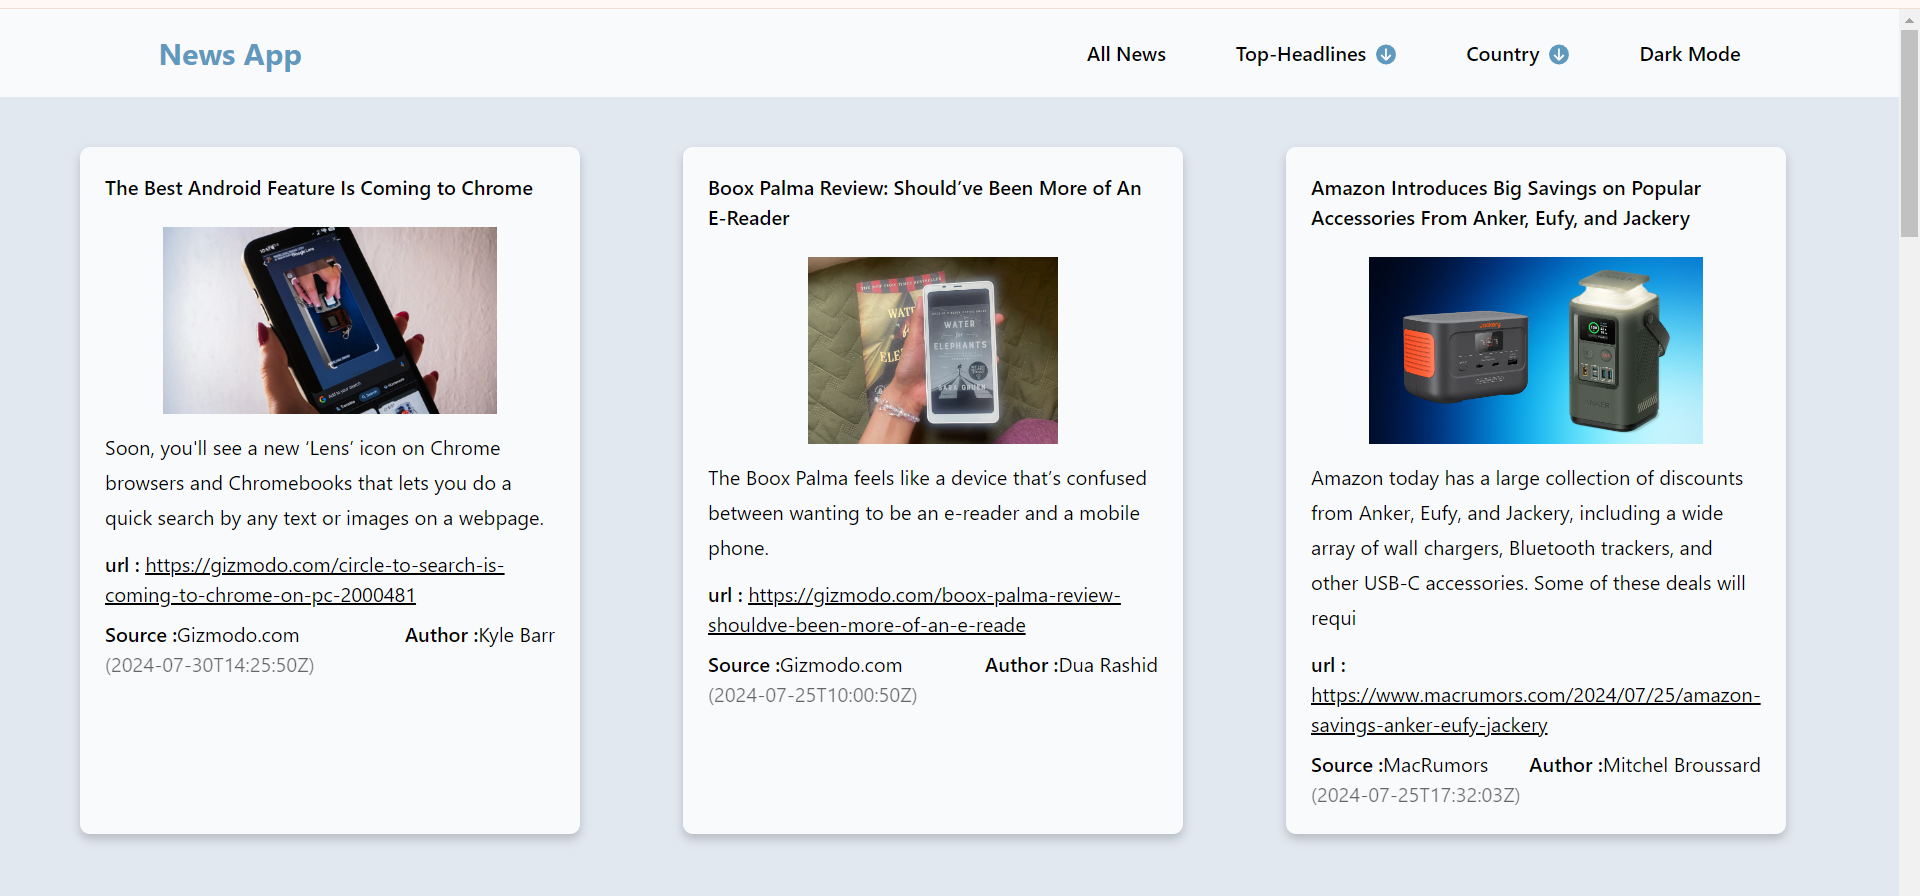 News App
All News
Top-Headlines
Country
Dark Mode
The Best Android Feature Is Coming to Chrome
Soon, you'll see a new ‘Lens’ icon on Chrome
browsers and Chromebooks that lets you do a
quick search by any text or images on a webpage.
url : https://gizmodo.com/circle-to-search-is-
coming-to-chrome-on-pc-2000481
Source :Gizmodo.com Author :Kyle Barr
(2024-07-30T14:25:50Z)
Boox Palma Review: Should’ve Been More of An
E-Reader
WATER
for
ELEPHANTS
SARA GRUEN
The Boox Palma feels like a device that’s confused
between wanting to be an e-reader and a mobile
phone.
url : https://gizmodo.com/boox-palma-review-
shouldve-been-more-of-an-e-reade
Source :Gizmodo.com Author :Dua Rashid
(2024-07-25T10:00:50Z)
Amazon Introduces Big Savings on Popular
Accessories From Anker, Eufy, and Jackery
Jackery
ANKER
Amazon today has a large collection of discounts
from Anker, Eufy, and Jackery, including a wide
array of wall chargers, Bluetooth trackers, and
other USB-C accessories. Some of these deals will
requi
url :
https://www.macrumors.com/2024/07/25/amazon-
savings-anker-eufy-jackery
Source :MacRumors Author :Mitchel Broussard
(2024-07-25T17:32:03Z)